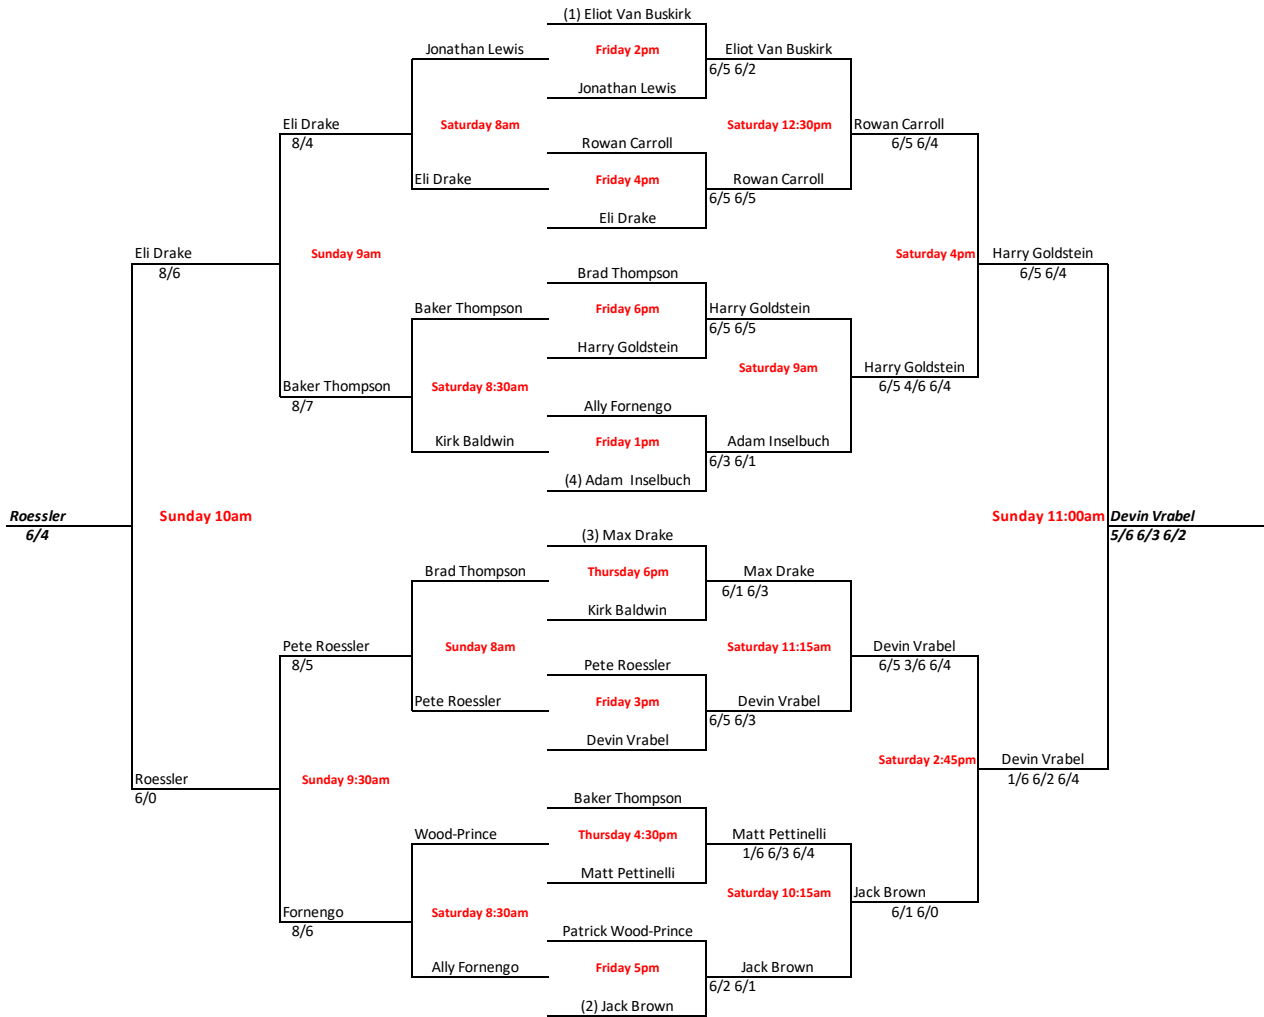 (1) Eliot Van Buskirk
Jonathan Lewis
Friday 2pm
Eliot Van Buskirk
6/5 6/2
Jonathan Lewis
Eli Drake
8/4
Saturday 8am
Saturday 12:30pm
Rowan Carroll
6/5 6/4
Rowan Carroll
Eli Drake
Friday 4pm
Rowan Carroll
6/5 6/5
Eli Drake
Eli Drake
8/6
Sunday 9am
Saturday 4pm
Harry Goldstein
6/5 6/4
Brad Thompson
Baker Thompson
Friday 6pm
Harry Goldstein
6/5 6/5
Harry Goldstein
Saturday 9am
Harry Goldstein
6/5 4/6 6/4
Baker Thompson
8/7
Saturday 8:30am
Ally Fornengo
Kirk Baldwin
Friday 1pm
Adam Inselbuch
6/3 6/1
(4) Adam Inselbuch
Roessler
6/4
Sunday 10am
Sunday 11:00am
Devin Vrabel
5/6 6/3 6/2
(3) Max Drake
Brad Thompson
Thursday 6pm
Max Drake
6/1 6/3
Kirk Baldwin
Pete Roessler
8/5
Sunday 8am
Saturday 11:15am
Devin Vrabel
6/5 3/6 6/4
Pete Roessler
Pete Roessler
Friday 3pm
Devin Vrabel
6/5 6/3
Devin Vrabel
Saturday 2:45pm
Devin Vrabel
1/6 6/2 6/4
Roessler
6/0
Sunday 9:30am
Baker Thompson
Wood-Prince
Thursday 4:30pm
Matt Pettinelli
1/6 6/3 6/4
Matt Pettinelli
Saturday 10:15am
Jack Brown
6/1 6/0
Fornengo
8/6
Saturday 8:30am
Patrick Wood-Prince
Ally Fornengo
Friday 5pm
Jack Brown
6/2 6/1
(2) Jack Brown